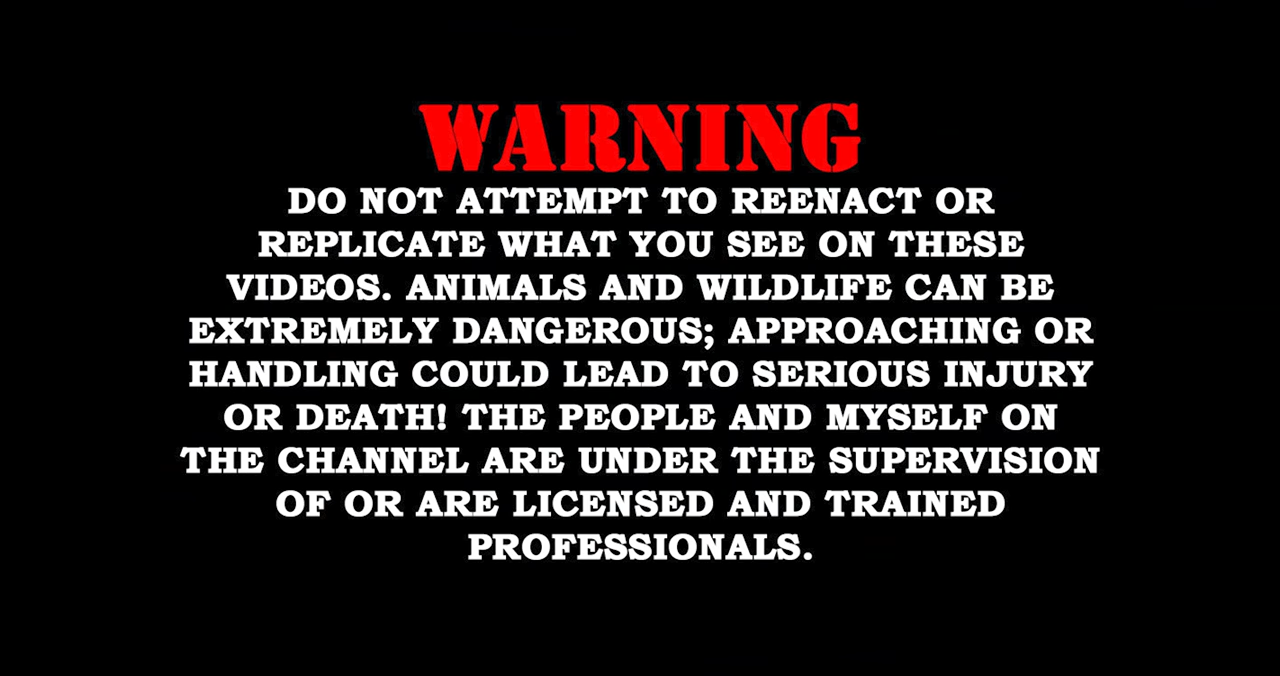 WARNING
DO NOT ATTEMPT TO REENACT OR
REPLICATE WHAT YOU SEE ON THESE
VIDEOS. ANIMALS AND WILDLIFE CAN BE
EXTREMELY DANGEROUS; APPROACHING OR
HANDLING COULD LEAD TO SERIOUS INJURY
OR DEATH! THE PEOPLE AND MYSELF ON
THE CHANNEL ARE UNDER THE SUPERVISION
OF OR ARE LICENSED AND TRAINED
PROFESSIONALS.